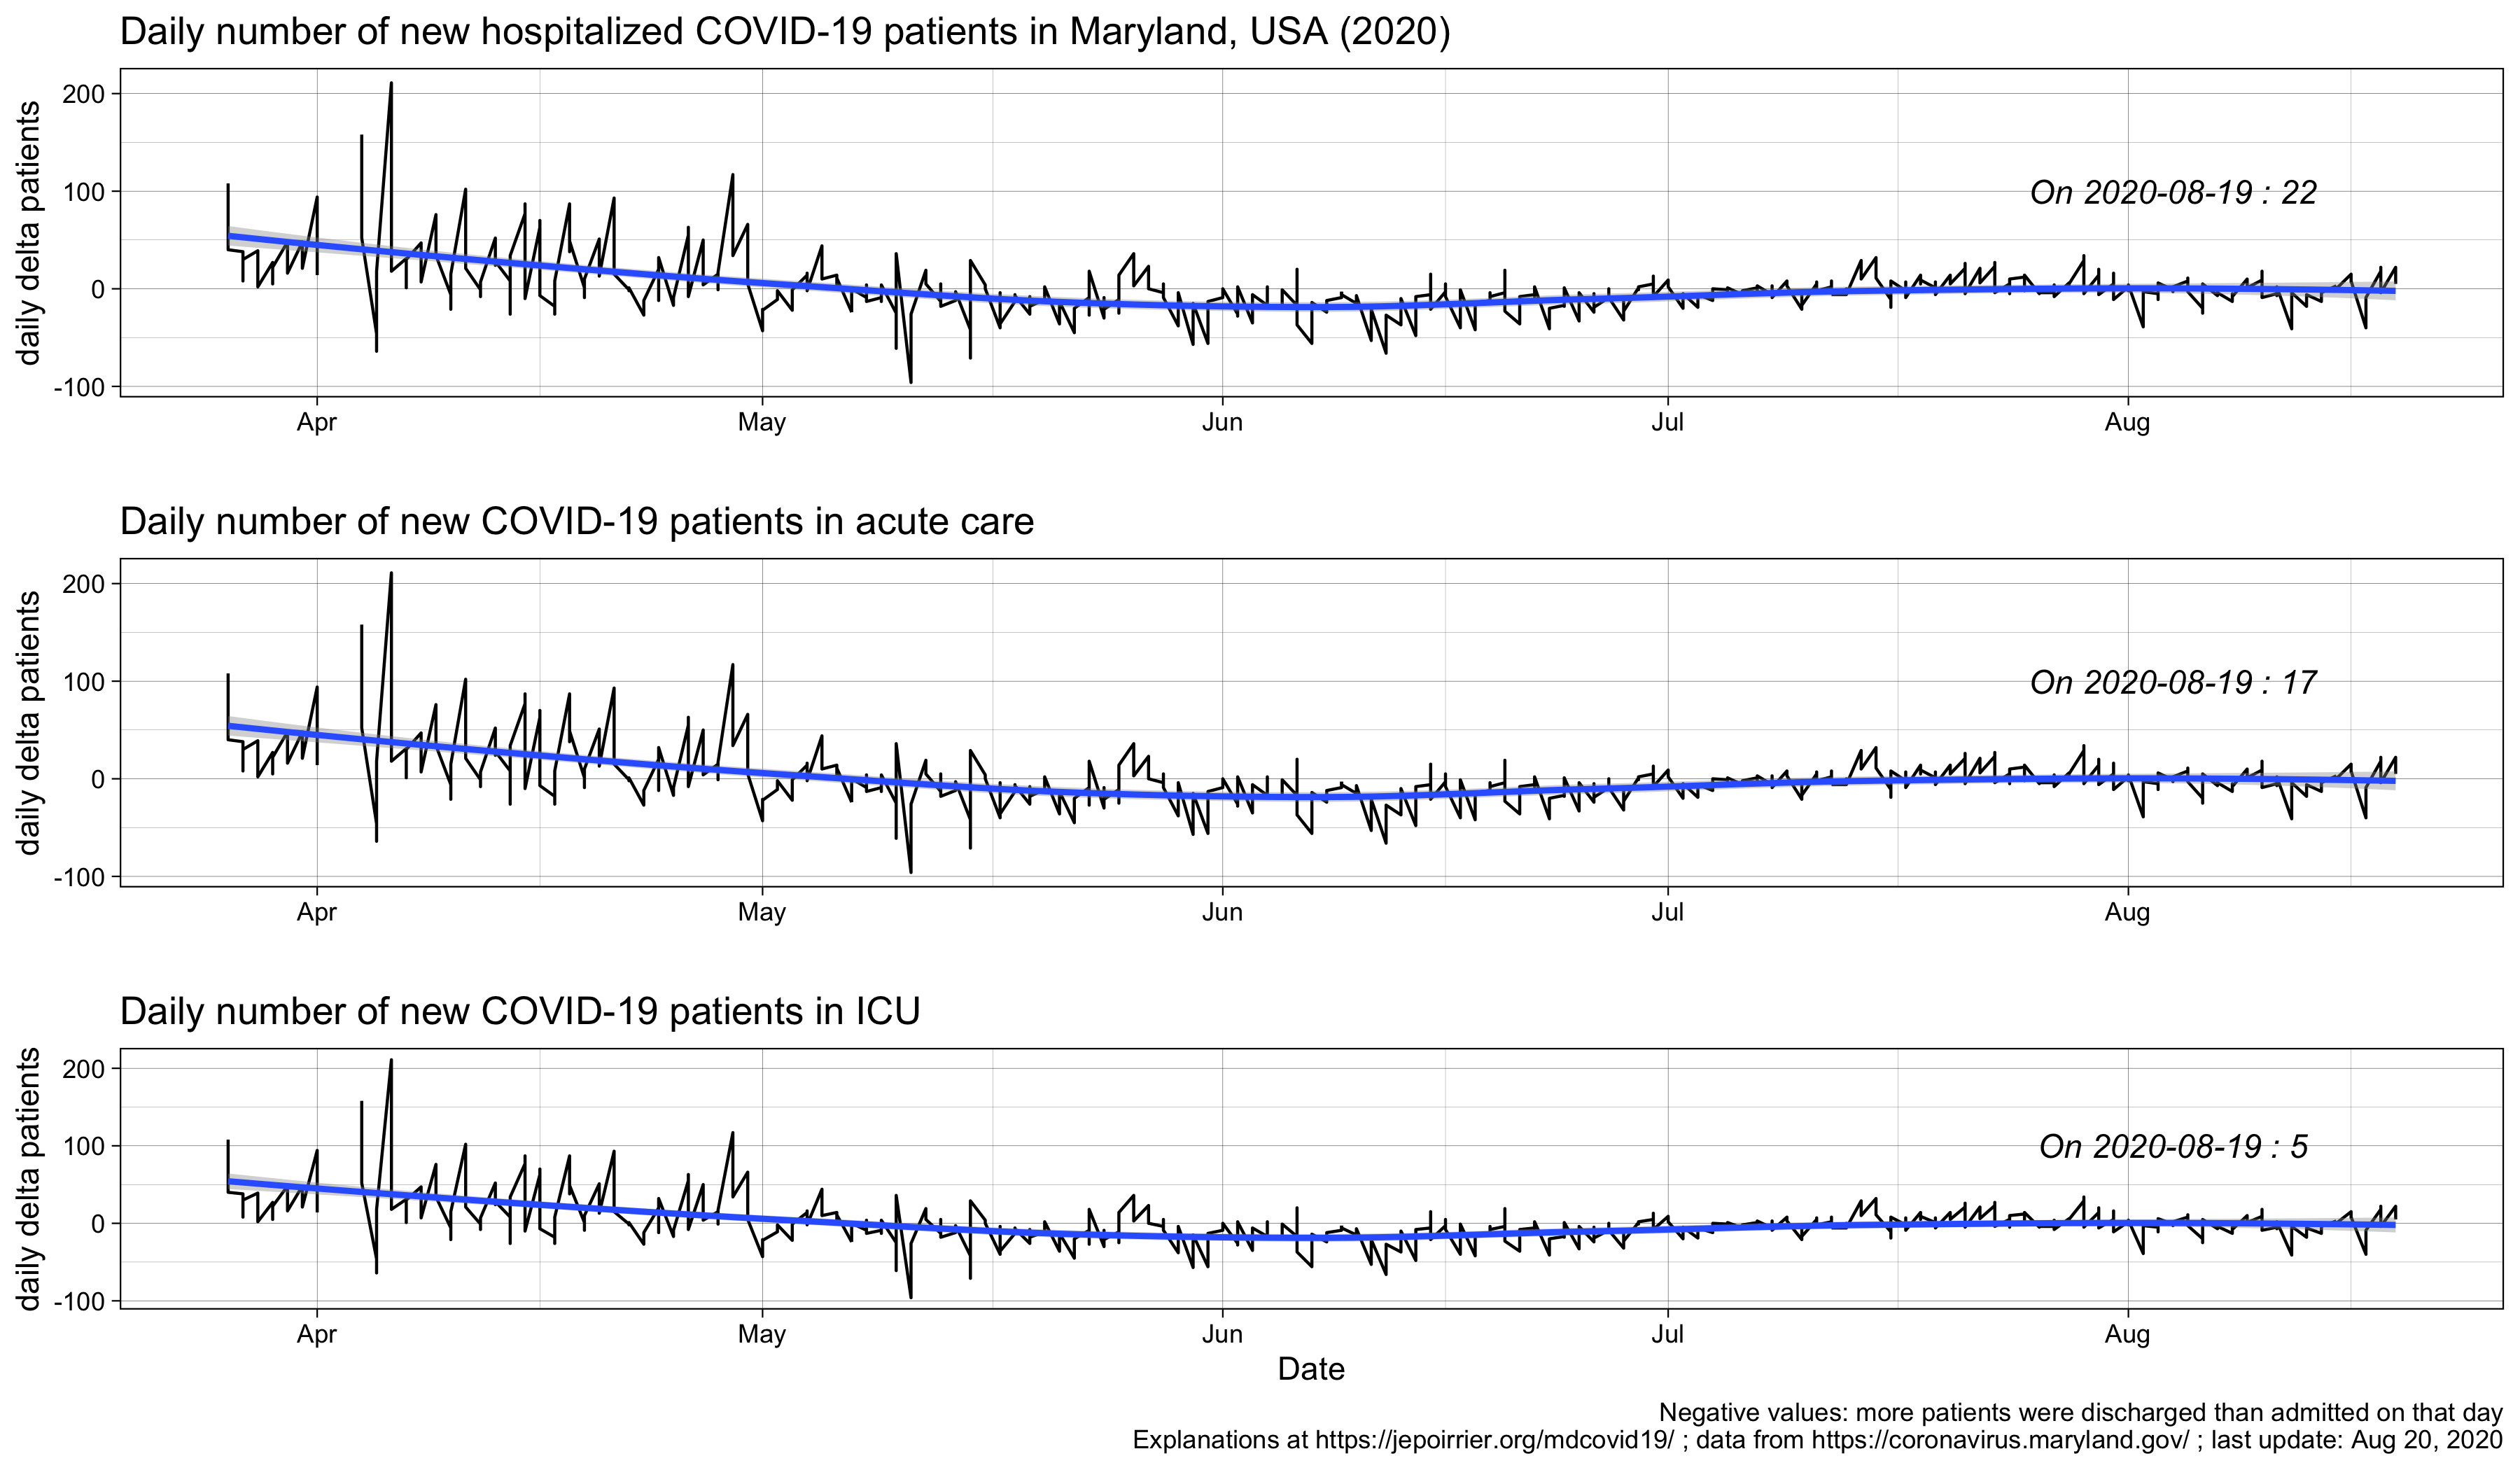 Daily number of new hospitalized COVID-19 patients in Maryland, USA (2020)
daily delta patients
200
100
0
-100
On 2020-08-19 : 22
Apr May Jun Jul Aug
Daily number of new COVID-19 patients in acute care
daily delta patients
200
100
0
-100
On 2020-08-19 : 17
Apr May Jun Jul Aug
Daily number of new COVID-19 patients in ICU
daily delta patients
200
100
0
-100
On 2020-08-19 : 5
Apr May Jun Jul Aug
Date
Negative values: more patients were discharged than admitted on that day
Explanations at https://jepoirrier.org/mdcovid19/ ; data from https://coronavirus.maryland.gov/ ; last update: Aug 20, 2020